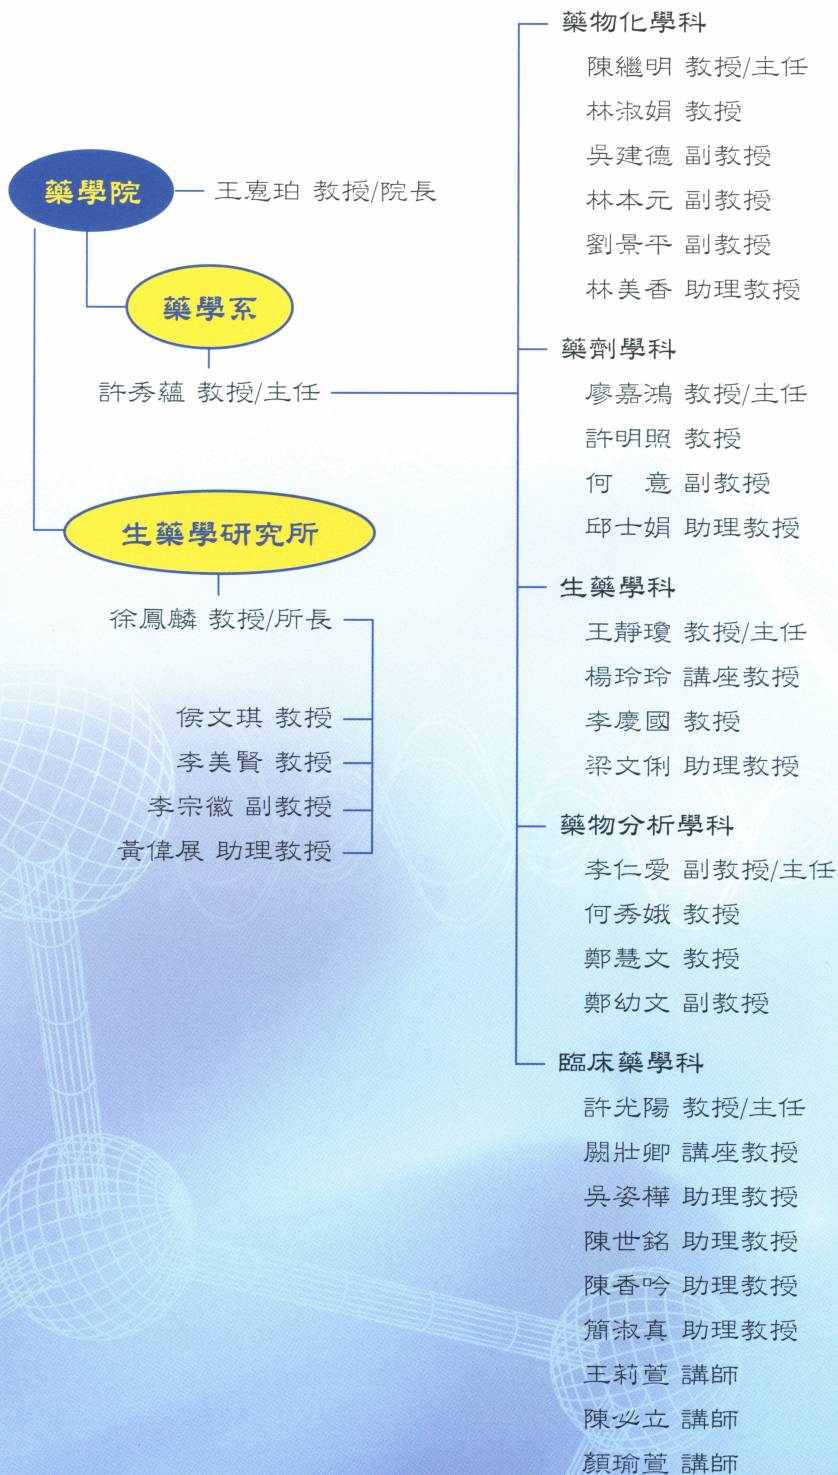 藥學院
王惪珀 教授/院長
藥學系
許秀蘊 教授/主任
生藥學研究所
徐鳳麟 教授/所長
侯文琪 教授
李美賢 教授
李宗徽 副教授
黃偉展 助理教授
藥物化學科
陳繼明 教授/主任
林淑娟 教授
吳建德 副教授
林本元 副教授
劉景平 副教授
林美香 助理教授
藥劑學科
廖嘉鴻 教授/主任
許明照 教授
何　意 副教授
邱士娟 助理教授
生藥學科
王靜瓊 教授/主任
楊玲玲 講座教授
李慶國 教授
梁文俐 助理教授
藥物分析學科
李仁愛 副教授/主任
何秀娥 教授
鄭慧文 教授
鄭幼文 副教授
臨床藥學科
許光陽 教授/主任
闕壯卿 講座教授
吳姿樺 助理教授
陳世銘 助理教授
陳香吟 助理教授
簡淑真 助理教授
王莉萱 講師
陳必立 講師
顏瑜萱 講師